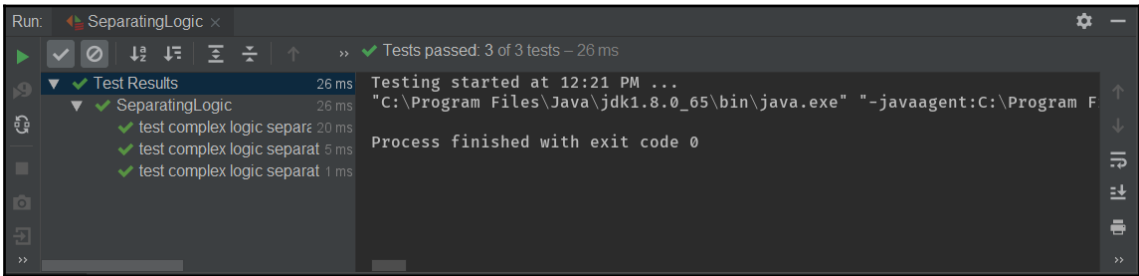 Run: SeparatingLogic
Tests passed: 3 of 3 tests – 26 ms
Test Results 26 ms
SeparatingLogic 26 ms
test complex logic separa 20 ms
test complex logic separat 5 ms
test complex logic separat 1 ms
Testing started at 12:21 PM ...
"C:\Program Files\Java\jdk1.8.0_65\bin\java.exe" "-javaagent:C:\Program F
Process finished with exit code 0